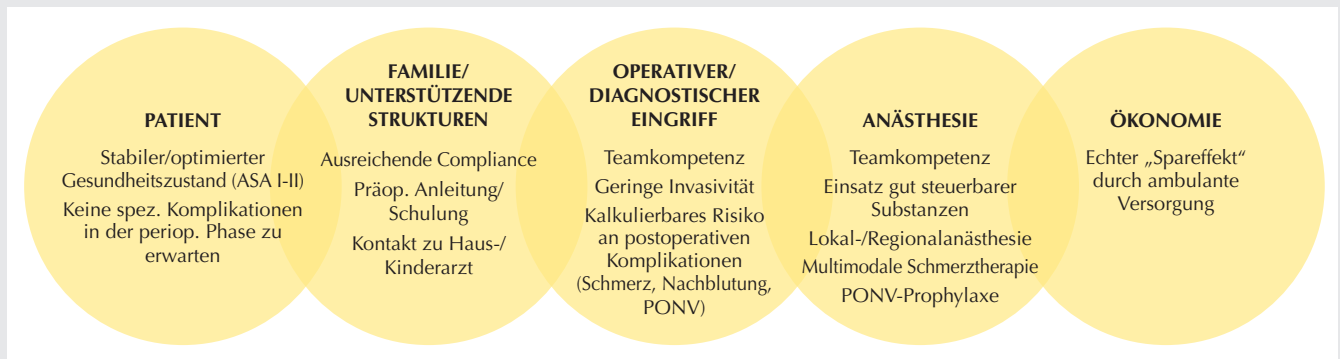 PATIENT
Stabiler/optimierter
Gesundheitszustand (ASA I-II)
Keine spez. Komplikationen
in der periop. Phase zu
erwarten
FAMILIE/
UNTERSTÜTZENDE
STRUKTUREN
Ausreichende Compliance
Präop. Anleitung/
Schulung
Kontakt zu Haus-/
Kinderarzt
OPERATIVER/
DIAGNOSTISCHER
EINGRIFF
Teamkompetenz
Geringe Invasivität
Kalkulierbares Risiko
an postoperativen
Komplikationen
(Schmerz, Nachblutung,
PONV)
ANÄSTHESIE
Teamkompetenz
Einsatz gut steuerbarer
Substanzen
Lokal-/Regionalanästhesie
Multimodale Schmerztherapie
PONV-Prophylaxe
ÖKONOMIE
Echter „Spareffekt“
durch ambulante
Versorgung